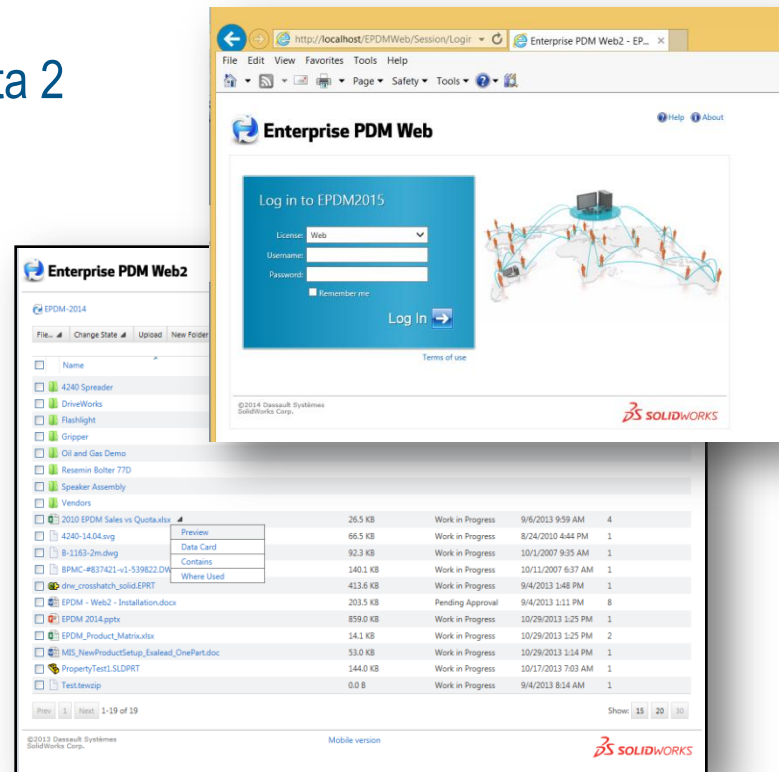 ta 2
http://localhost/EPDMWeb/Session/Logir
Enterprise PDM Web2 - EP...
File Edit View Favorites Tools Help
Page Safety Tools
Enterprise PDM Web
Help About
Log in to EPDM2015
License: Web
Username:
Password:
Remember me
Log In
Terms of use
©2014 Dassault Systèmes
SolidWorks Corp.
SOLIDWORKS
Enterprise PDM Web2
EPDM-2014
File... Change State Upload New Folder
Name
4240 Spreader
DriveWorks
Flashlight
Gripper
Oil and Gas Demo
Resemin Bolter 77D
Speaker Assembly
Vendors
2010 EPDM Sales vs Quota.xlsx 26.5 KB Work in Progress 9/6/2013 9:59 AM 4
Preview
Data Card
Contains
Where Used
4240-14.04.svg 66.5 KB Work in Progress 8/24/2010 4:44 PM 1
B-1163-2m.dwg 92.3 KB Work in Progress 10/1/2007 9:35 AM 1
BPMC-#837421-v1-539822.DW 140.1 KB Work in Progress 10/11/2007 6:37 AM 1
drw_crosshatch_solid.EPRT 413.6 KB Work in Progress 9/4/2013 1:48 PM 1
EPDM - Web2 - Installation.docx 203.5 KB Pending Approval 9/4/2013 1:11 PM 8
EPDM 2014.pptx 859.0 KB Work in Progress 10/29/2013 1:25 PM 1
EPDM_Product_Matrix.xlsx 14.1 KB Work in Progress 10/29/2013 1:25 PM 2
MIS_NewProductSetup_Exalead_OnePart.doc 53.0 KB Work in Progress 10/29/2013 1:14 PM 1
PropertyTest1.SLDPRT 144.0 KB Work in Progress 10/17/2013 7:03 AM 1
Test.tewzip 0.0 B Work in Progress 9/4/2013 8:14 AM 1
Prev 1 Next 1-19 of 19 Show: 15 20 30
©2013 Dassault Systèmes
SolidWorks Corp.
Mobile version
SOLIDWORKS